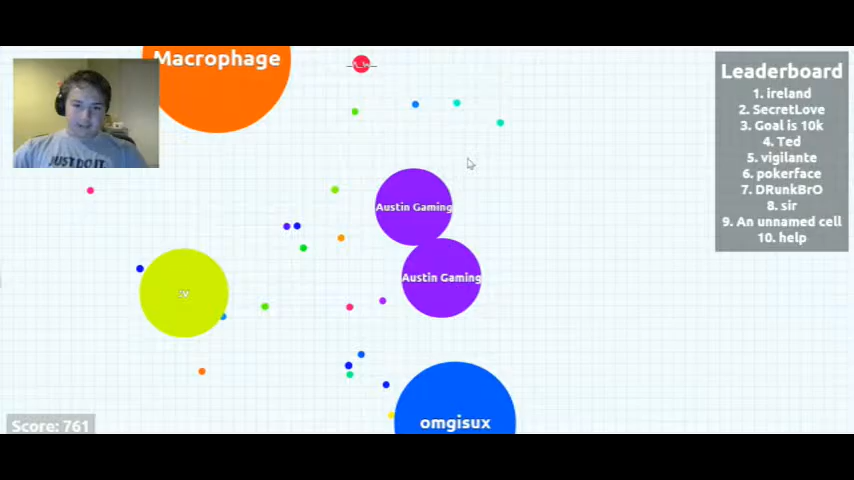 Macrophage
JUST DO IT.
Austin Gaming
Austin Gaming
:v
omgisux
Score: 761
Leaderboard
1. ireland
2. SecretLove
3. Goal is 10k
4. Ted
5. vigilante
6. pokerface
7. DRunkBrO
8. sir
9. An unnamed cell
10. help